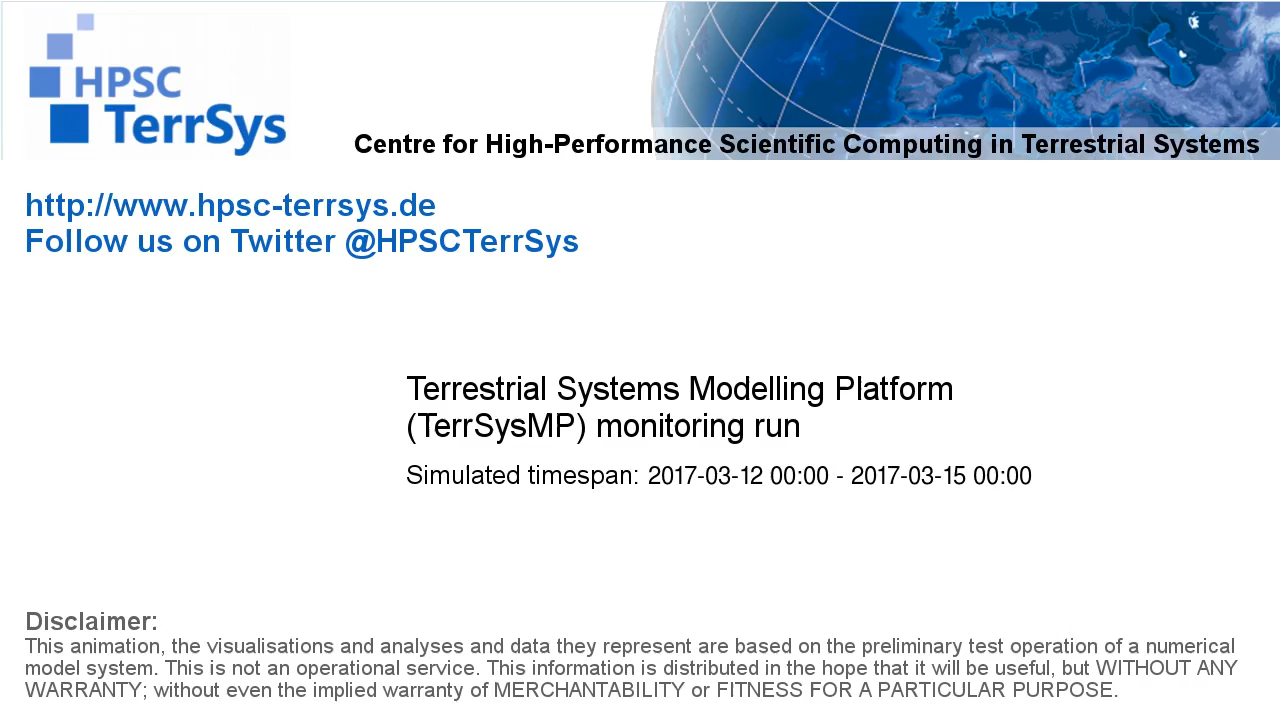 HPSC
TerrSys
Centre for High-Performance Scientific Computing in Terrestrial Systems
http://www.hpsc-terrsys.de
Follow us on Twitter @HPSCTerrSys
Terrestrial Systems Modelling Platform
(TerrSysMP) monitoring run
Simulated timespan: 2017-03-12 00:00 - 2017-03-15 00:00
Disclaimer:
This animation, the visualisations and analyses and data they represent are based on the preliminary test operation of a numerical
model system. This is not an operational service. This information is distributed in the hope that it will be useful, but WITHOUT ANY
WARRANTY; without even the implied warranty of MERCHANTABILITY or FITNESS FOR A PARTICULAR PURPOSE.